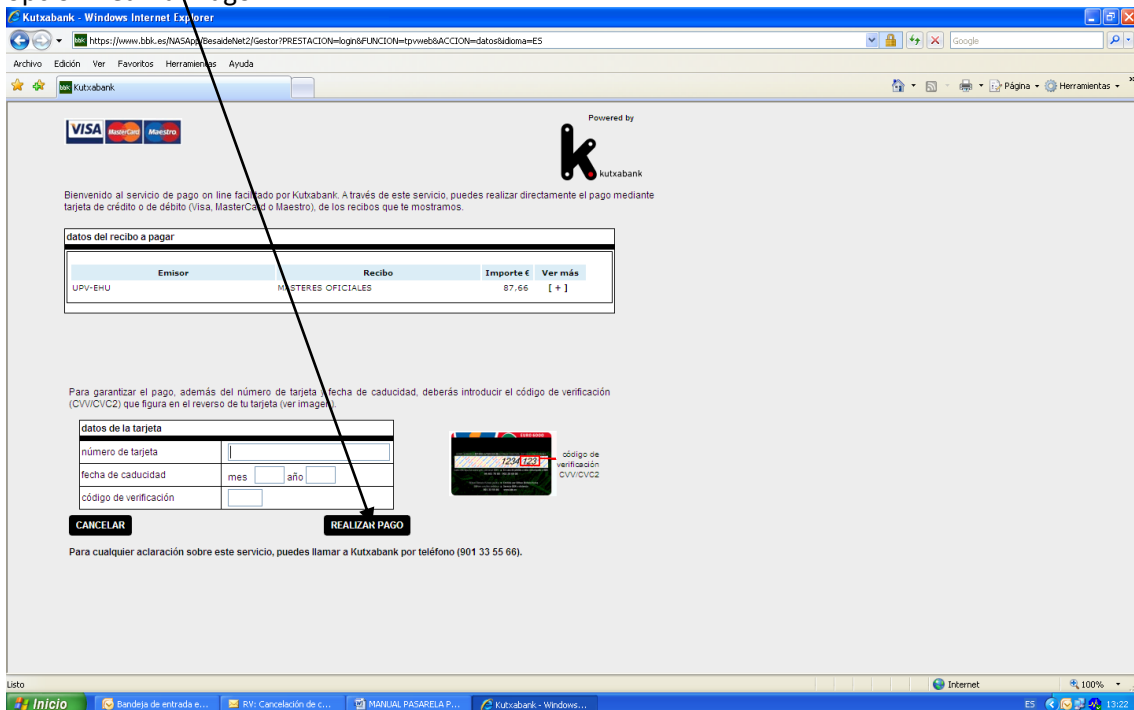 Kutxabank - Windows Internet Explorer
https://www.bbk.es/NASApp/BesaideNet2/Gestor?PRESTACION=login&FUNCION=tpvweb&ACCION=datos&idioma=ES
Google
Archivo Edición Ver Favoritos Herramientas Ayuda
bbk Kutxabank
Página Herramientas
VISA MasterCard Maestro
Powered by
kutxabank
Bienvenido al servicio de pago on line facilitado por Kutxabank. A través de este servicio, puedes realizar directamente el pago mediante
tarjeta de crédito o de débito (Visa, MasterCard o Maestro), de los recibos que te mostramos.
datos del recibo a pagar
Emisor Recibo Importe € Ver más
UPV-EHU MASTERES OFICIALES 87.66 [ + ]
Para garantizar el pago, además del número de tarjeta y fecha de caducidad, deberás introducir el código de verificación
(CVV/CVC2) que figura en el reverso de tu tarjeta (ver imagen).
datos de la tarjeta
número de tarjeta
fecha de caducidad mes año
código de verificación
EURO 6000
1234 123
código de
verificación
CVV/CVC2
CANCELAR REALIZAR PAGO
Para cualquier aclaración sobre este servicio, puedes llamar a Kutxabank por teléfono (901 33 55 66).
Listo Internet 100%
Inicio Bandeja de entrada e... RV: Cancelación de c... MANUAL PASARELA P... Kutxabank - Windows... ES 13:22